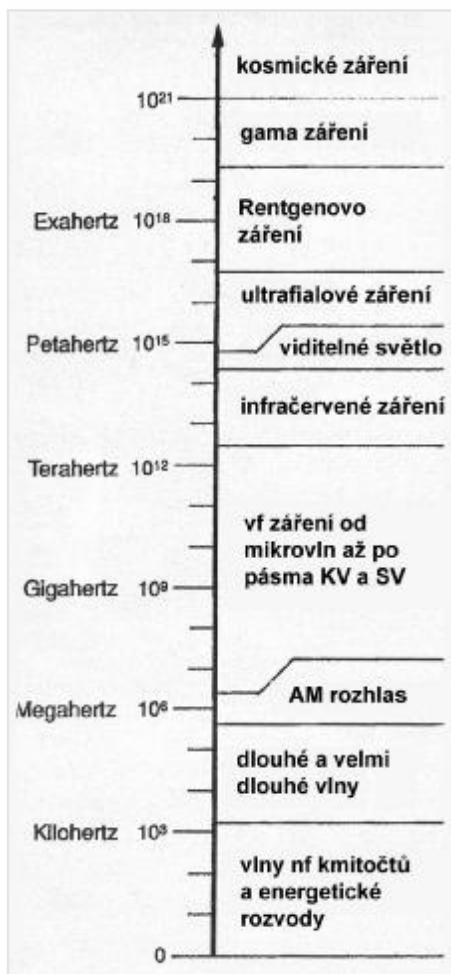 kosmické záření
10²¹
gama záření
Exahertz 10¹⁸
Rentgenovo
záření
ultrafialové záření
Petahertz 10¹⁵
viditelné světlo
infračervené záření
Terahertz 10¹²
vf záření od
mikrovln až po
pásma KV a SV
Gigahertz 10⁹
AM rozhlas
Megahertz 10⁶
dlouhé a velmi
dlouhé vlny
Kilohertz 10³
vlny nf kmitočtů
a energetické
rozvody
0